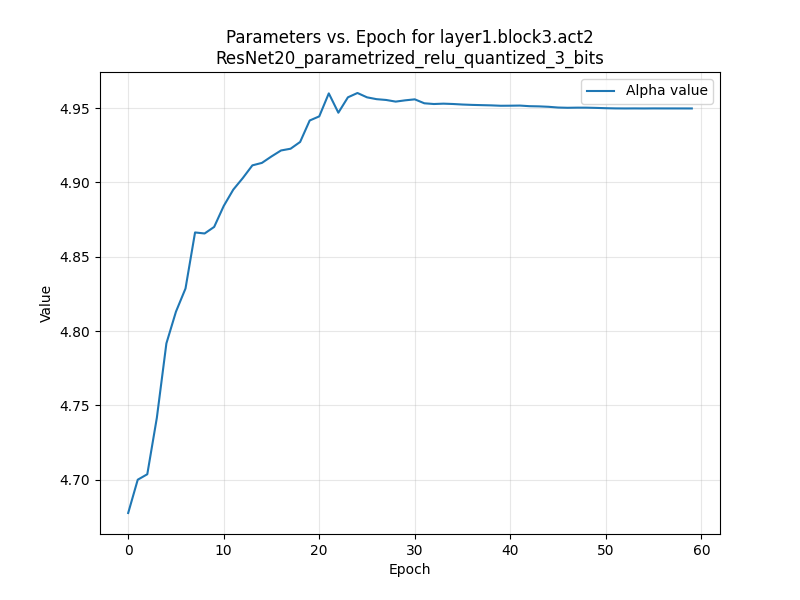 Parameters vs. Epoch for layer1.block3.act2
ResNet20_parametrized_relu_quantized_3_bits
Alpha value
4.95
4.90
4.85
4.80
4.75
4.70
Value
0 10 20 30 40 50 60
Epoch